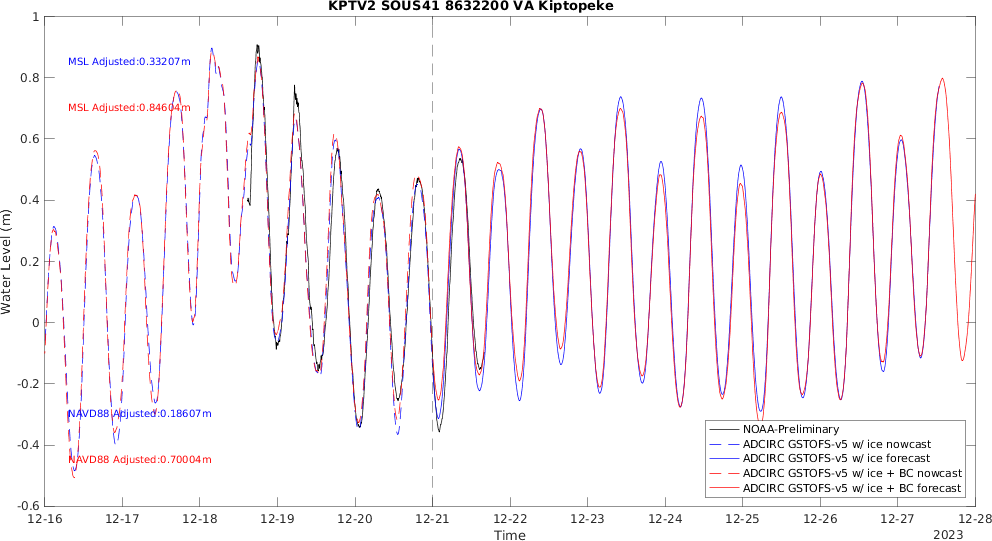 KPTV2 SOUS41 8632200 VA Kiptopeke
1
0.8
0.6
0.4
0.2
0
-0.2
-0.4
-0.6
Water Level (m)
MSL Adjusted:0.33207m
MSL Adjusted:0.84604m
NAVD88 Adjusted:0.18607m
NAVD88 Adjusted:0.70004m
NOAA-Preliminary
ADCIRC GSTOFS-v5 w/ ice nowcast
ADCIRC GSTOFS-v5 w/ ice forecast
ADCIRC GSTOFS-v5 w/ ice + BC nowcast
ADCIRC GSTOFS-v5 w/ ice + BC forecast
12-16 12-17 12-18 12-19 12-20 12-21 12-22 12-23 12-24 12-25 12-26 12-27 12-28
Time
2023